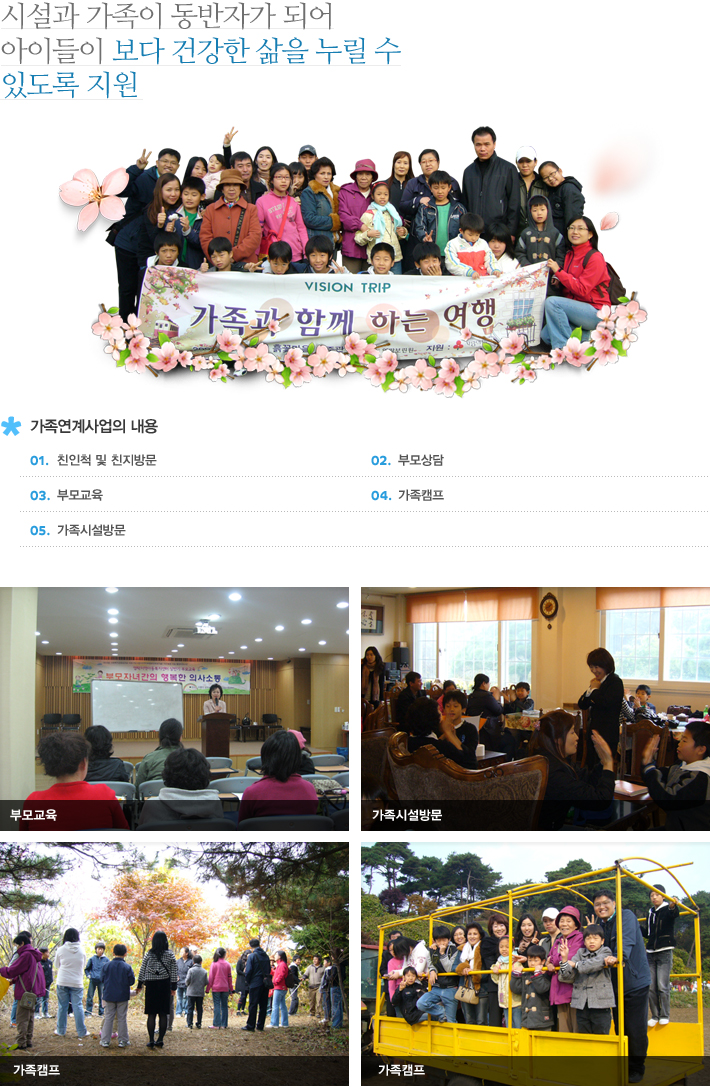 시설과 가족이 동반자가 되어
아이들이 보다 건강한 삶을 누릴 수
있도록 지원
VISION TRIP
가족과 함께 하는 여행
지원 :
가족연계사업의 내용
01. 친인척 및 친지방문
02. 부모상담
03. 부모교육
04. 가족캠프
05. 가족시설방문
부모자녀간의 행복한 의사소통
부모교육
가족시설방문
가족캠프
가족캠프